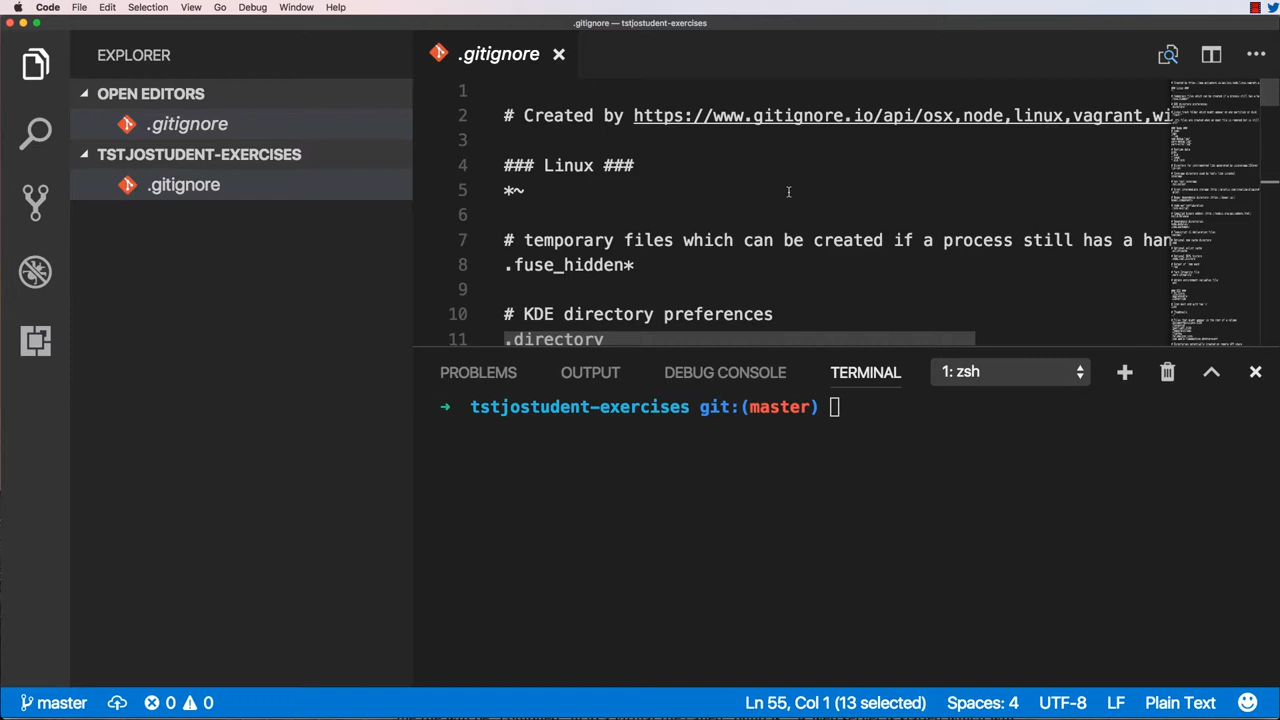 Code File Edit Selection View Go Debug Window Help
.gitignore — tstjostudent-exercises
EXPLORER
OPEN EDITORS
.gitignore
TSTJOSTUDENT-EXERCISES
.gitignore
.gitignore
1
2 # Created by https://www.gitignore.io/api/osx,node,linux,vagrant,wi
3
4 ### Linux ###
5 *~
6
7 # temporary files which can be created if a process still has a han
8 .fuse_hidden*
9
10 # KDE directory preferences
11 .directory
PROBLEMS OUTPUT DEBUG CONSOLE TERMINAL 1: zsh
→ tstjostudent-exercises git:(master)
master 0 0 Ln 55, Col 1 (13 selected) Spaces: 4 UTF-8 LF Plain Text